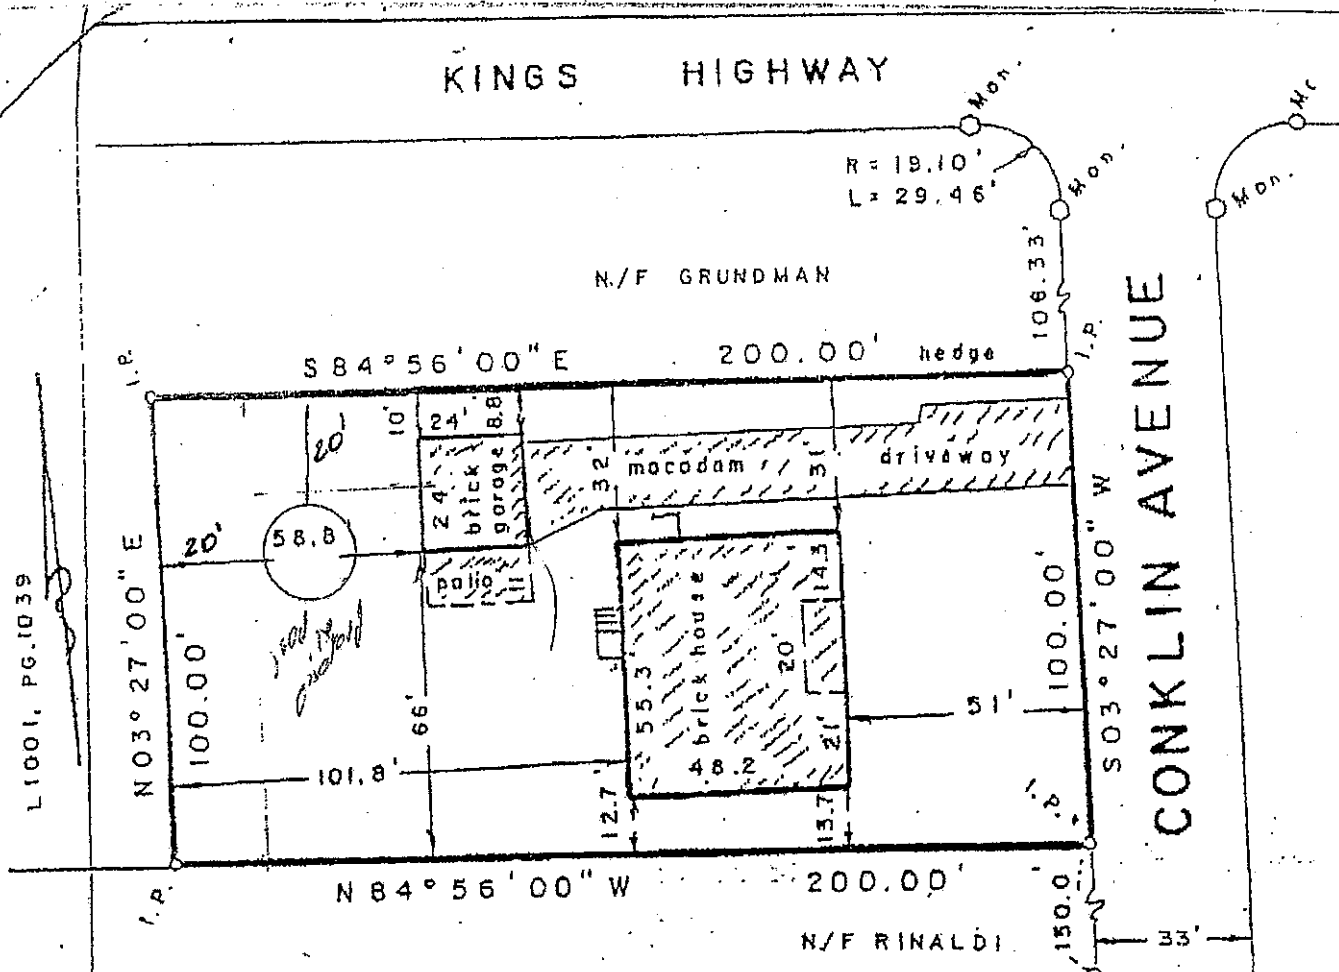 KINGS HIGHWAY
Mon.
R = 19.10'
L = 29.46'
Mon.
Mon.
N/F GRUNDMAN
106.33'
I.P.
I.P.
S 84° 56' 00" E
200.00'
hedge
10'
24'
8.8
20'
24
brick garage
32'
macadam
31'
driveway
20'
58.8
patio
N 03° 27' 00" E
100.00'
L 1001, PG. 1039
pool
66'
55.3'
brick house
14.3
20'
21'
48.2
51'
100.00'
S 03° 27' 00" W
CONKLIN AVENUE
101.8'
12.7'
13.7'
I.P.
I.P.
N 84° 56' 00" W
200.00'
N/F RINALDI
150.0'
33'